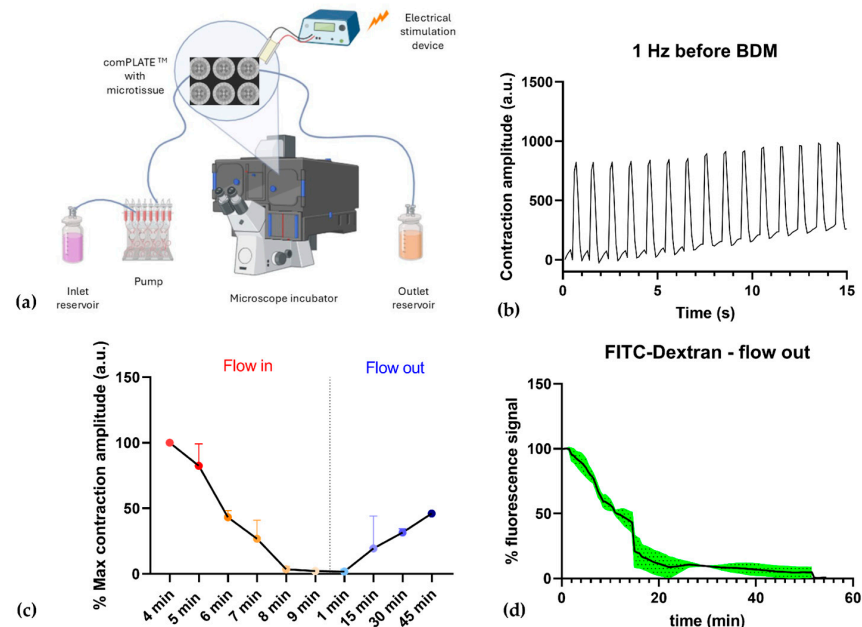 Electrical
stimulation
device
comPLATE™
with
microtissue
Inlet
reservoir
Pump
Microscope incubator
Outlet
reservoir
(a)
1 Hz before BDM
Contraction amplitude (a.u.)
1500
1000
500
0
0 5 10 15
Time (s)
(b)
Flow in
Flow out
% Max contraction amplitude (a.u.)
150
100
50
0
4 min 5 min 6 min 7 min 8 min 9 min 1 min 15 min 30 min 45 min
(c)
FITC-Dextran - flow out
% fluorescence signal
150
100
50
0
0 20 40 60
time (min)
(d)